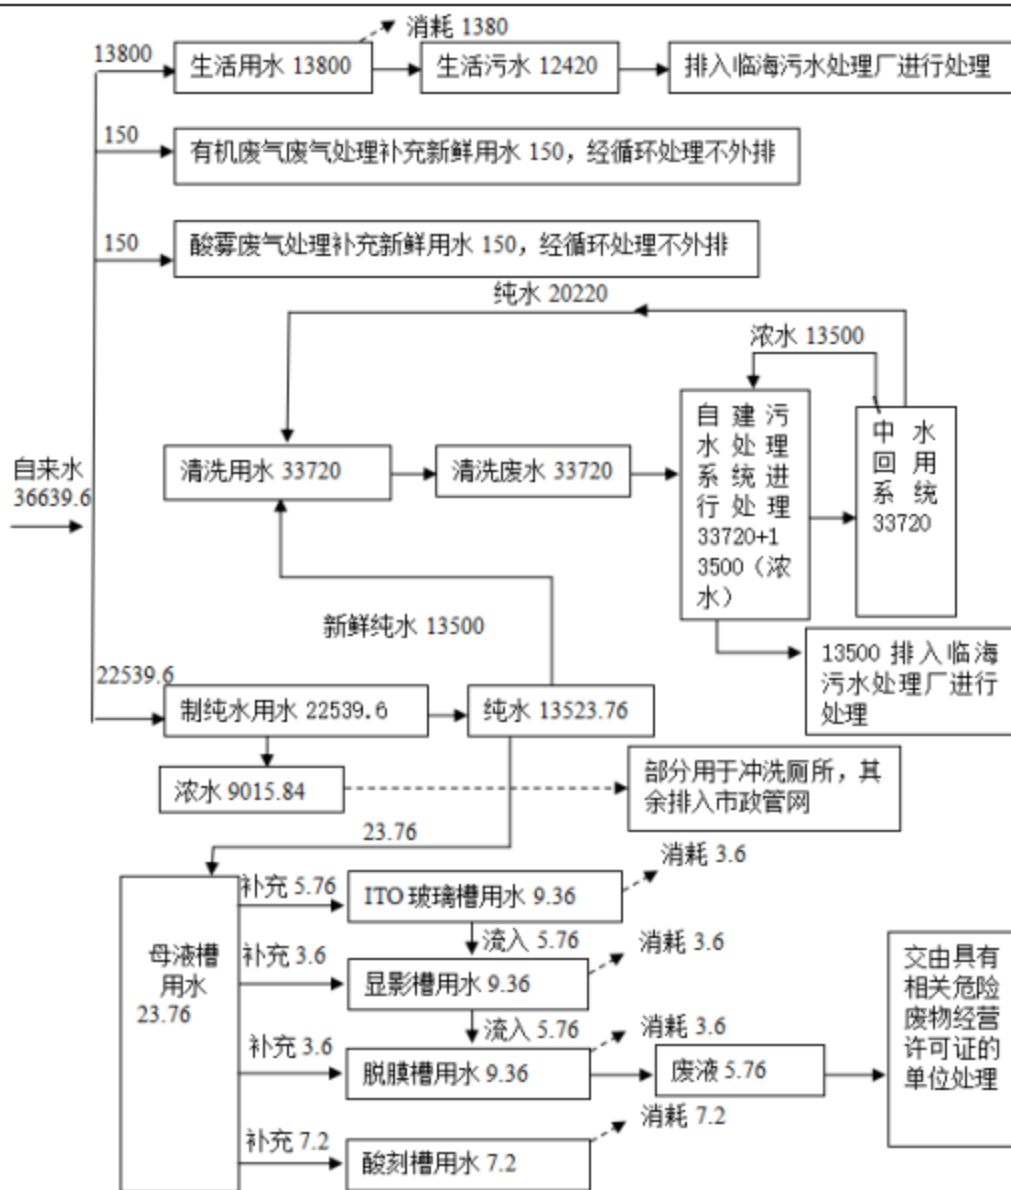 消耗 1380
13800
生活用水 13800
生活污水 12420
排入临海污水处理厂进行处理
150
有机废气废气处理补充新鲜用水 150，经循环处理不外排
150
酸雾废气处理补充新鲜用水 150，经循环处理不外排
纯水 20220
浓水 13500
自来水
36639.6
清洗用水 33720
清洗废水 33720
自建污
水处理
系统进
行处理
33720+1
3500（浓
水）
中水
回用
系统
33720
新鲜纯水 13500
13500 排入临海
污水处理厂进行
处理
22539.6
制纯水用水 22539.6
纯水 13523.76
浓水 9015.84
部分用于冲洗厕所，其
余排入市政管网
23.76
母液槽
用水
23.76
补充 5.76
ITO 玻璃槽用水 9.36
消耗 3.6
流入 5.76
补充 3.6
显影槽用水 9.36
消耗 3.6
流入 5.76
补充 3.6
脱膜槽用水 9.36
消耗 3.6
废液 5.76
交由具有
相关危险
废物经营
许可证的
单位处理
补充 7.2
酸刻槽用水 7.2
消耗 7.2